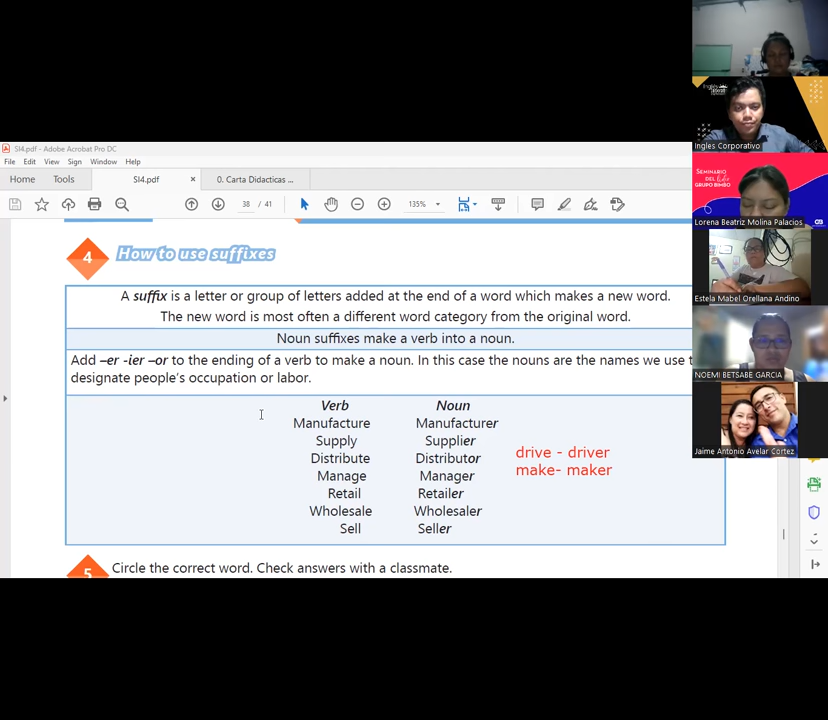 SI4.pdf - Adobe Acrobat Pro DC
File Edit View Sign Window Help
Home Tools SI4.pdf × 0. Carta Didacticas ...
38 / 41 135%
4 How to use suffixes
A suffix is a letter or group of letters added at the end of a word which makes a new word.
The new word is most often a different word category from the original word.
Noun suffixes make a verb into a noun.
Add –er -ier –or to the ending of a verb to make a noun. In this case the nouns are the names we use t
designate people's occupation or labor.
Verb Noun
Manufacture Manufacturer
Supply Supplier
Distribute Distributor
Manage Manager
Retail Retailer
Wholesale Wholesaler
Sell Seller
drive - driver
make- maker
5 Circle the correct word. Check answers with a classmate.
Ingles Corporativo
SEMINARIO
DEL
GRUPO BIMBO
Lorena Beatriz Molina Palacios
Estela Mabel Orellana Andino
NOEMI BETSABE GARCIA
Jaime Antonio Avelar Cortez